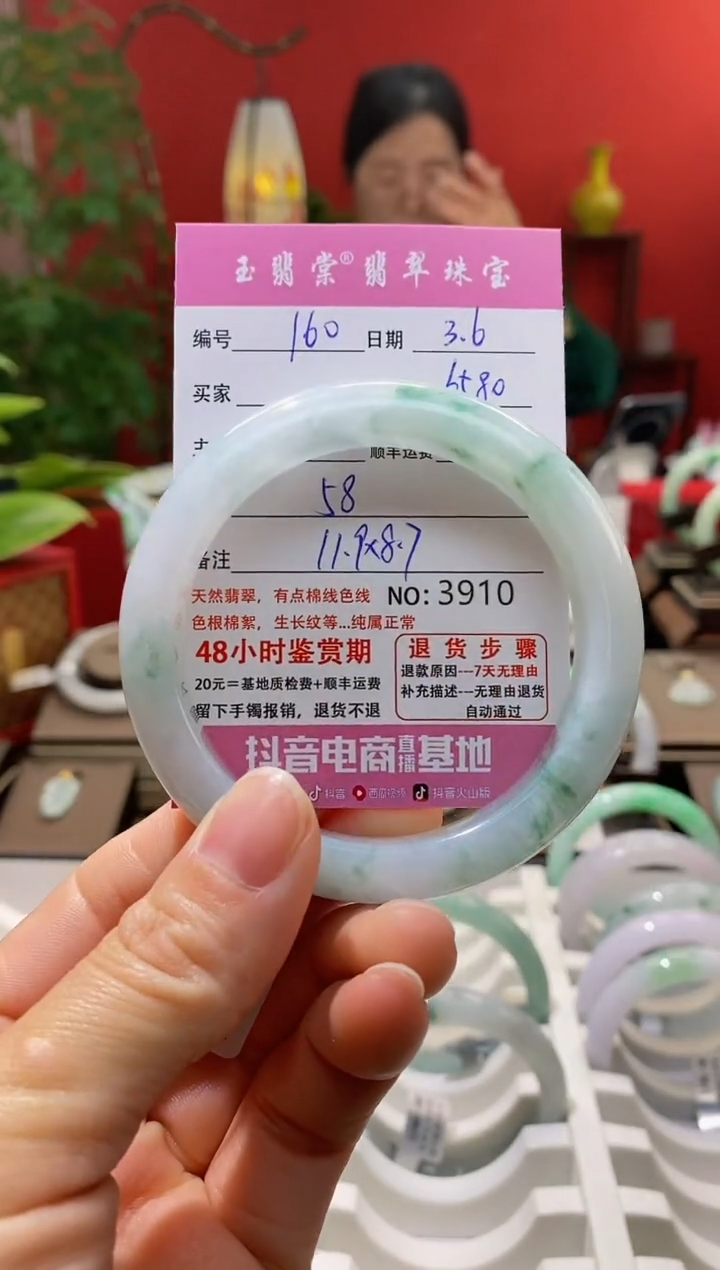 玉翡棠® 翡翠珠宝
编号 160 日期 3.6
买家
顺丰运费
58
备注 11.9x8.7
天然翡翠，有点棉线色线 NO: 3910
色根棉絮，生长纹等...纯属正常
48小时鉴赏期
20元＝基地质检费+顺丰运费
留下手镯报销，退货不退
退货步骤
退款原因---7天无理由
补充描述---无理由退货
自动通过
抖音电商直播基地
抖音 西瓜视频 抖音火山版